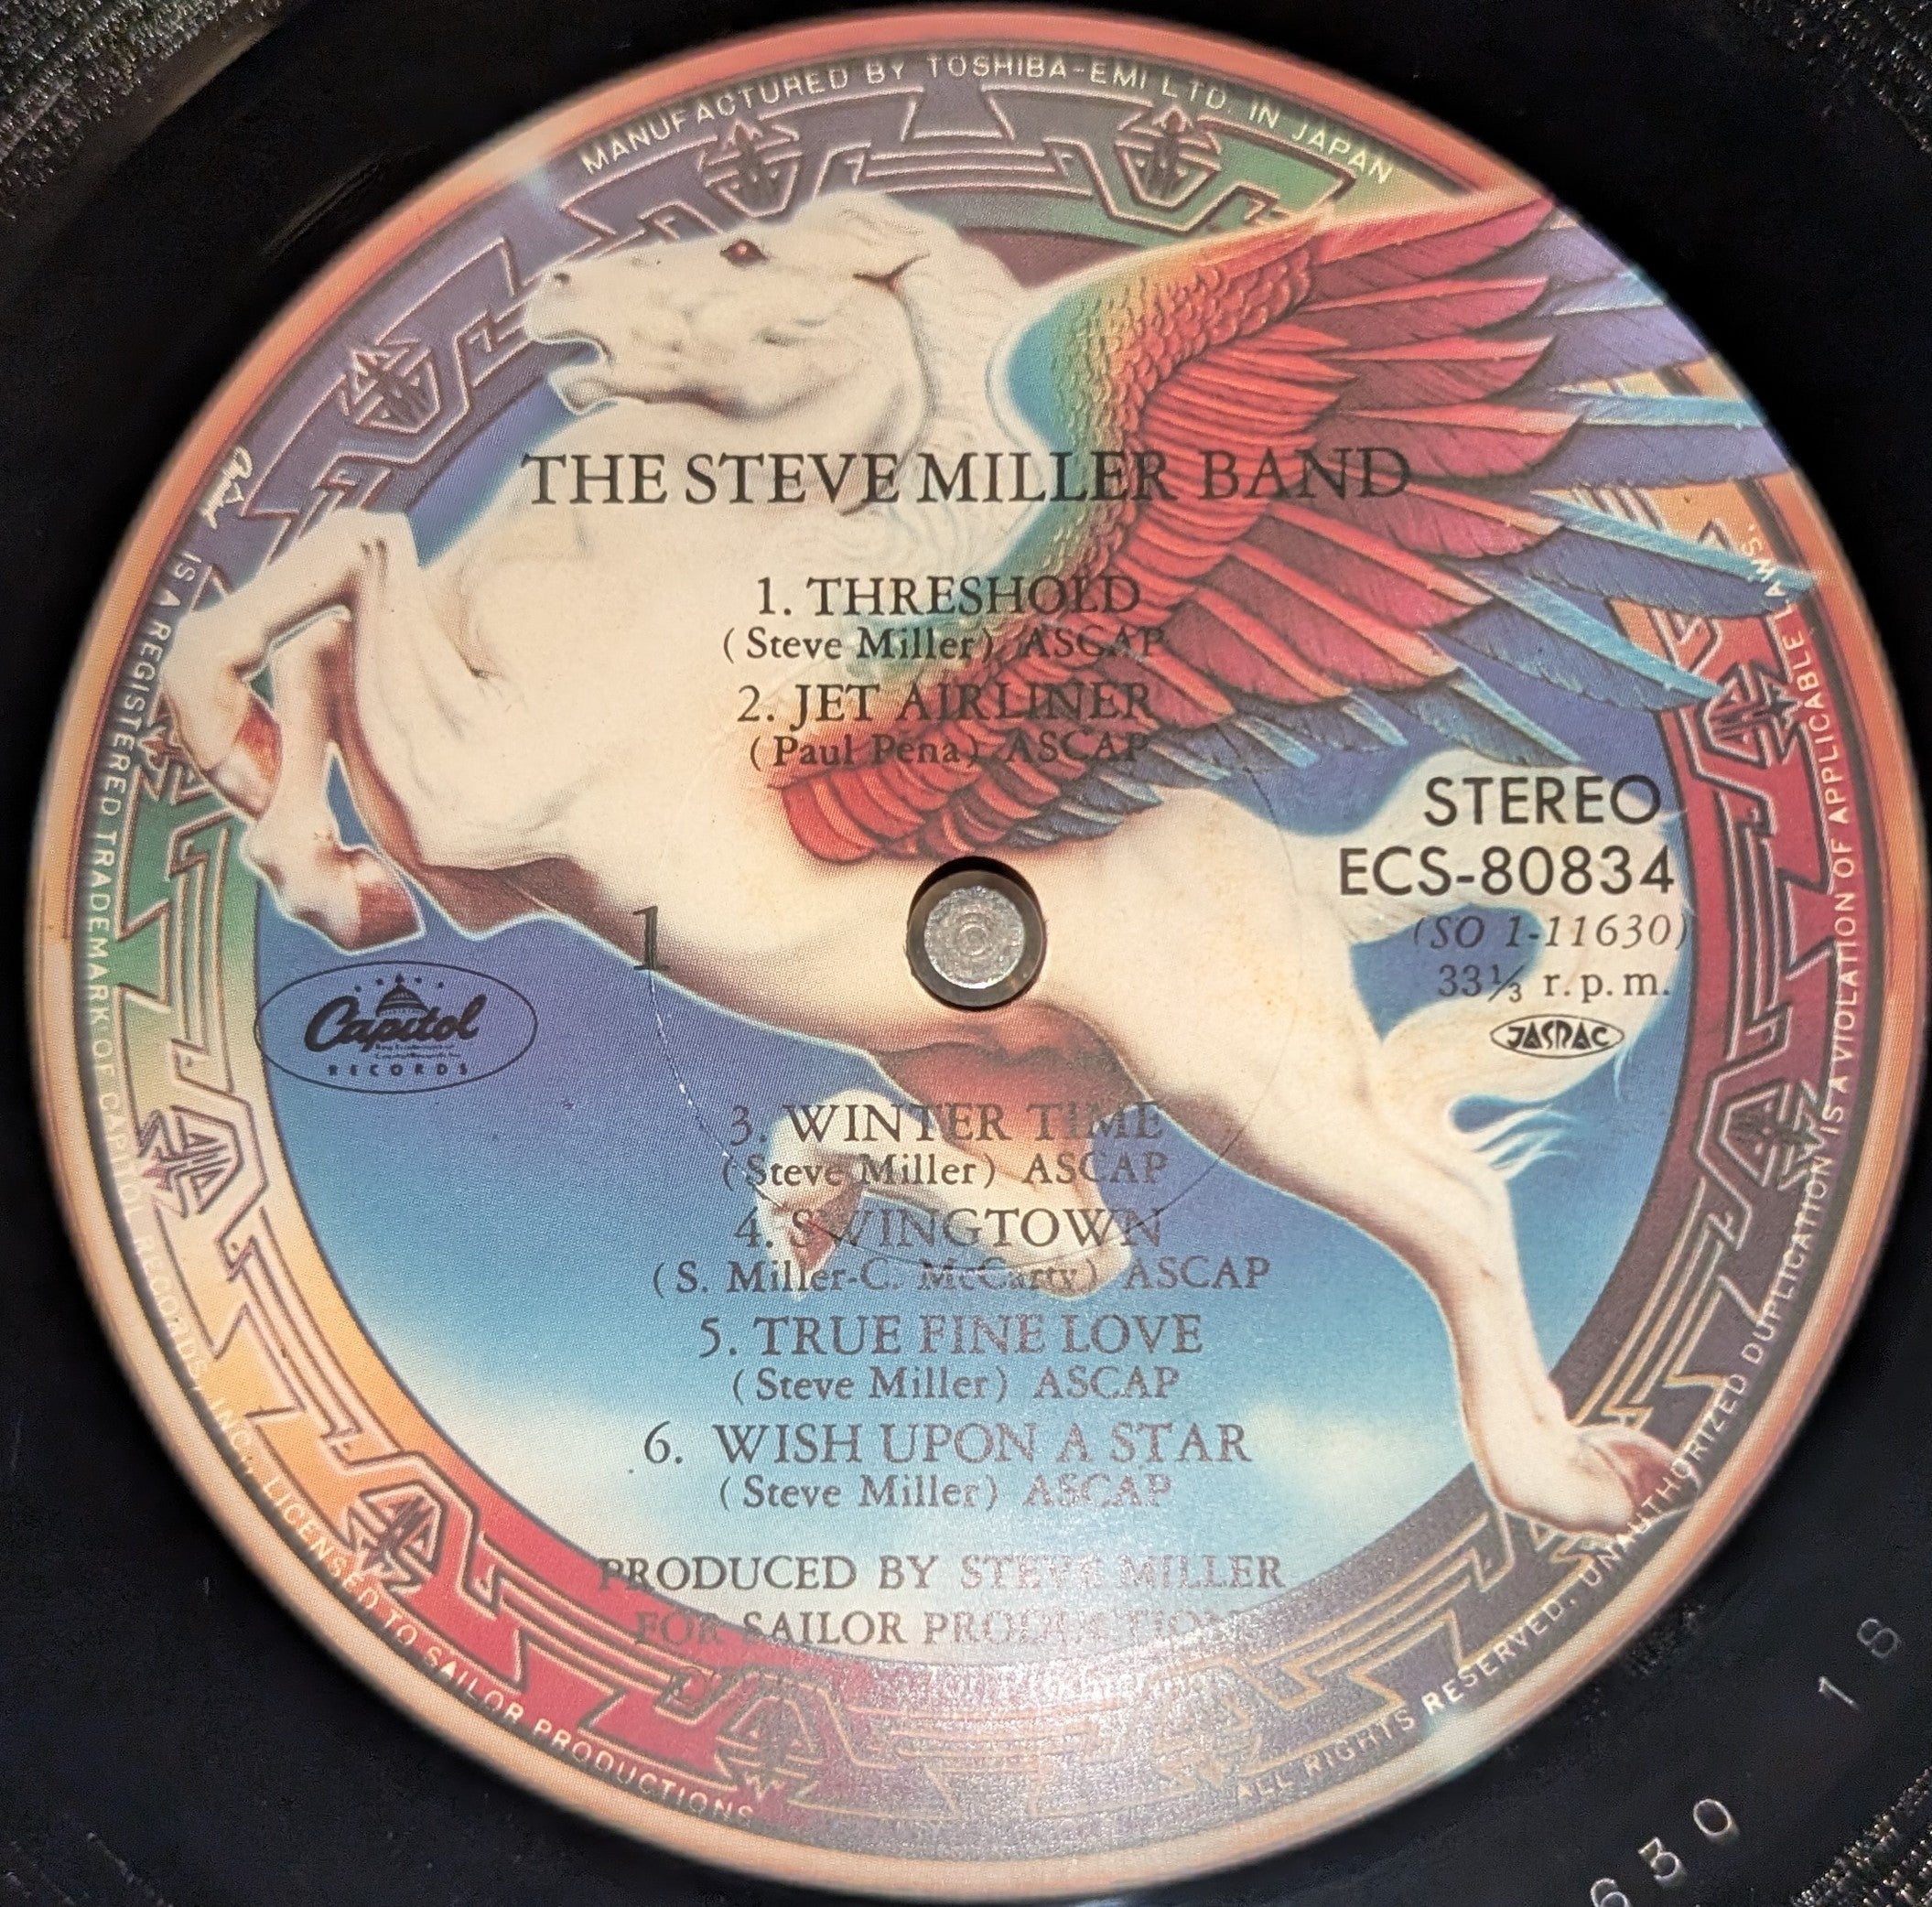 MANUFACTURED BY TOSHIBA-EMI LTD. IN JAPAN
THE STEVE MILLER BAND
1. THRESHOLD
(Steve Miller) ASCAP
2. JET AIRLINER
(Paul Pena) ASCAP
STEREO
ECS-80834
(SO 1-11630)
33⅓ r.p.m.
JASRAC
1
Capitol
RECORDS
3. WINTER TIME
(Steve Miller) ASCAP
4. SWINGTOWN
(S. Miller-C. McCarty) ASCAP
5. TRUE FINE LOVE
(Steve Miller) ASCAP
6. WISH UPON A STAR
(Steve Miller) ASCAP
PRODUCED BY STEVE MILLER
FOR SAILOR PRODUCTIONS
Capitol IS A REGISTERED TRADEMARK OF CAPITOL RECORDS, INC., LICENSED TO SAILOR PRODUCTIONS
ALL RIGHTS RESERVED. UNAUTHORIZED DUPLICATION IS A VIOLATION OF APPLICABLE LAWS.
630 1S